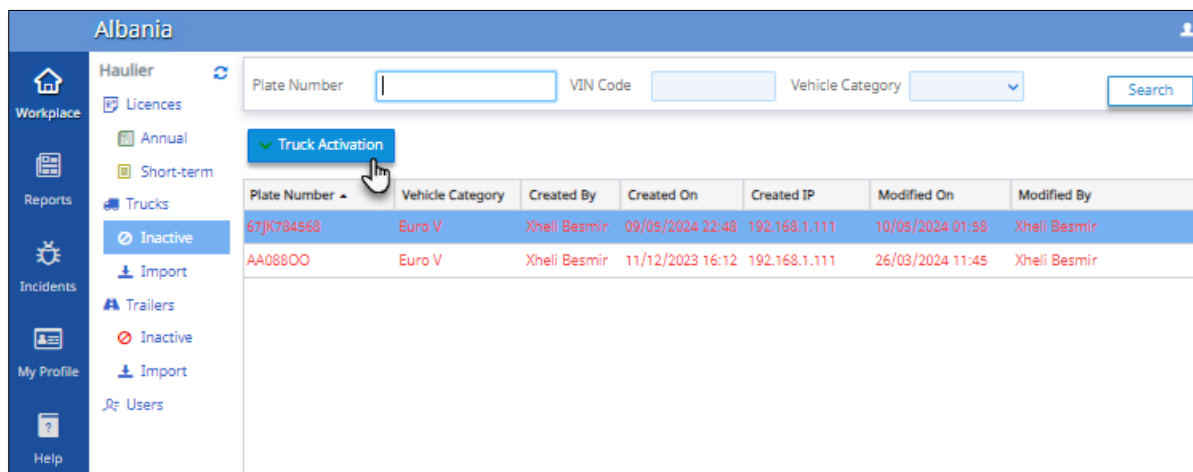 Albania
Workplace
Reports
Incidents
My Profile
Help
Haulier
Licences
Annual
Short-term
Trucks
Inactive
Import
Trailers
Inactive
Import
Users
Plate Number VIN Code Vehicle Category Search
Truck Activation
Plate Number Vehicle Category Created By Created On Created IP Modified On Modified By
67JK784568 Euro V Xheli Besmir 09/05/2024 22:48 192.168.1.111 10/05/2024 01:58 Xheli Besmir
AA088OO Euro V Xheli Besmir 11/12/2023 16:12 192.168.1.111 26/03/2024 11:45 Xheli Besmir